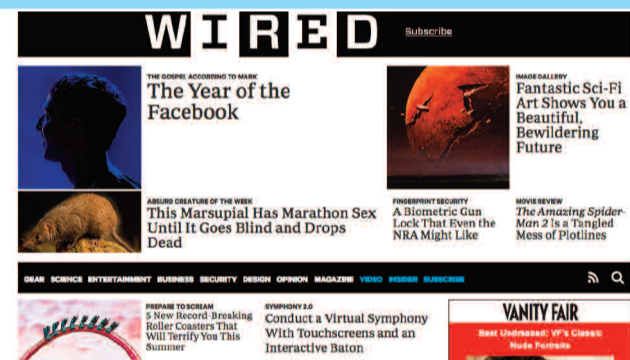 WIRED
Subscribe
THE GOSPEL ACCORDING TO MARK
The Year of the
Facebook
IMAGE GALLERY
Fantastic Sci-Fi
Art Shows You a
Beautiful,
Bewildering
Future
ABSURD CREATURE OF THE WEEK
This Marsupial Has Marathon Sex
Until It Goes Blind and Drops
Dead
FINGERPRINT SECURITY
A Biometric Gun
Lock That Even the
NRA Might Like
MOVIE REVIEW
The Amazing Spider-
Man 2 Is a Tangled
Mess of Plotlines
GEAR SCIENCE ENTERTAINMENT BUSINESS SECURITY DESIGN OPINION MAGAZINE VIDEO INSIDER SUBSCRIBE
PREPARE TO SCREAM
5 New Record-Breaking
Roller Coasters That
Will Terrify You This
Summer
SYMPHONY 2.0
Conduct a Virtual Symphony
With Touchscreens and an
Interactive Baton
VANITY FAIR
Best Undressed: VF's Classic
Nude Portraits